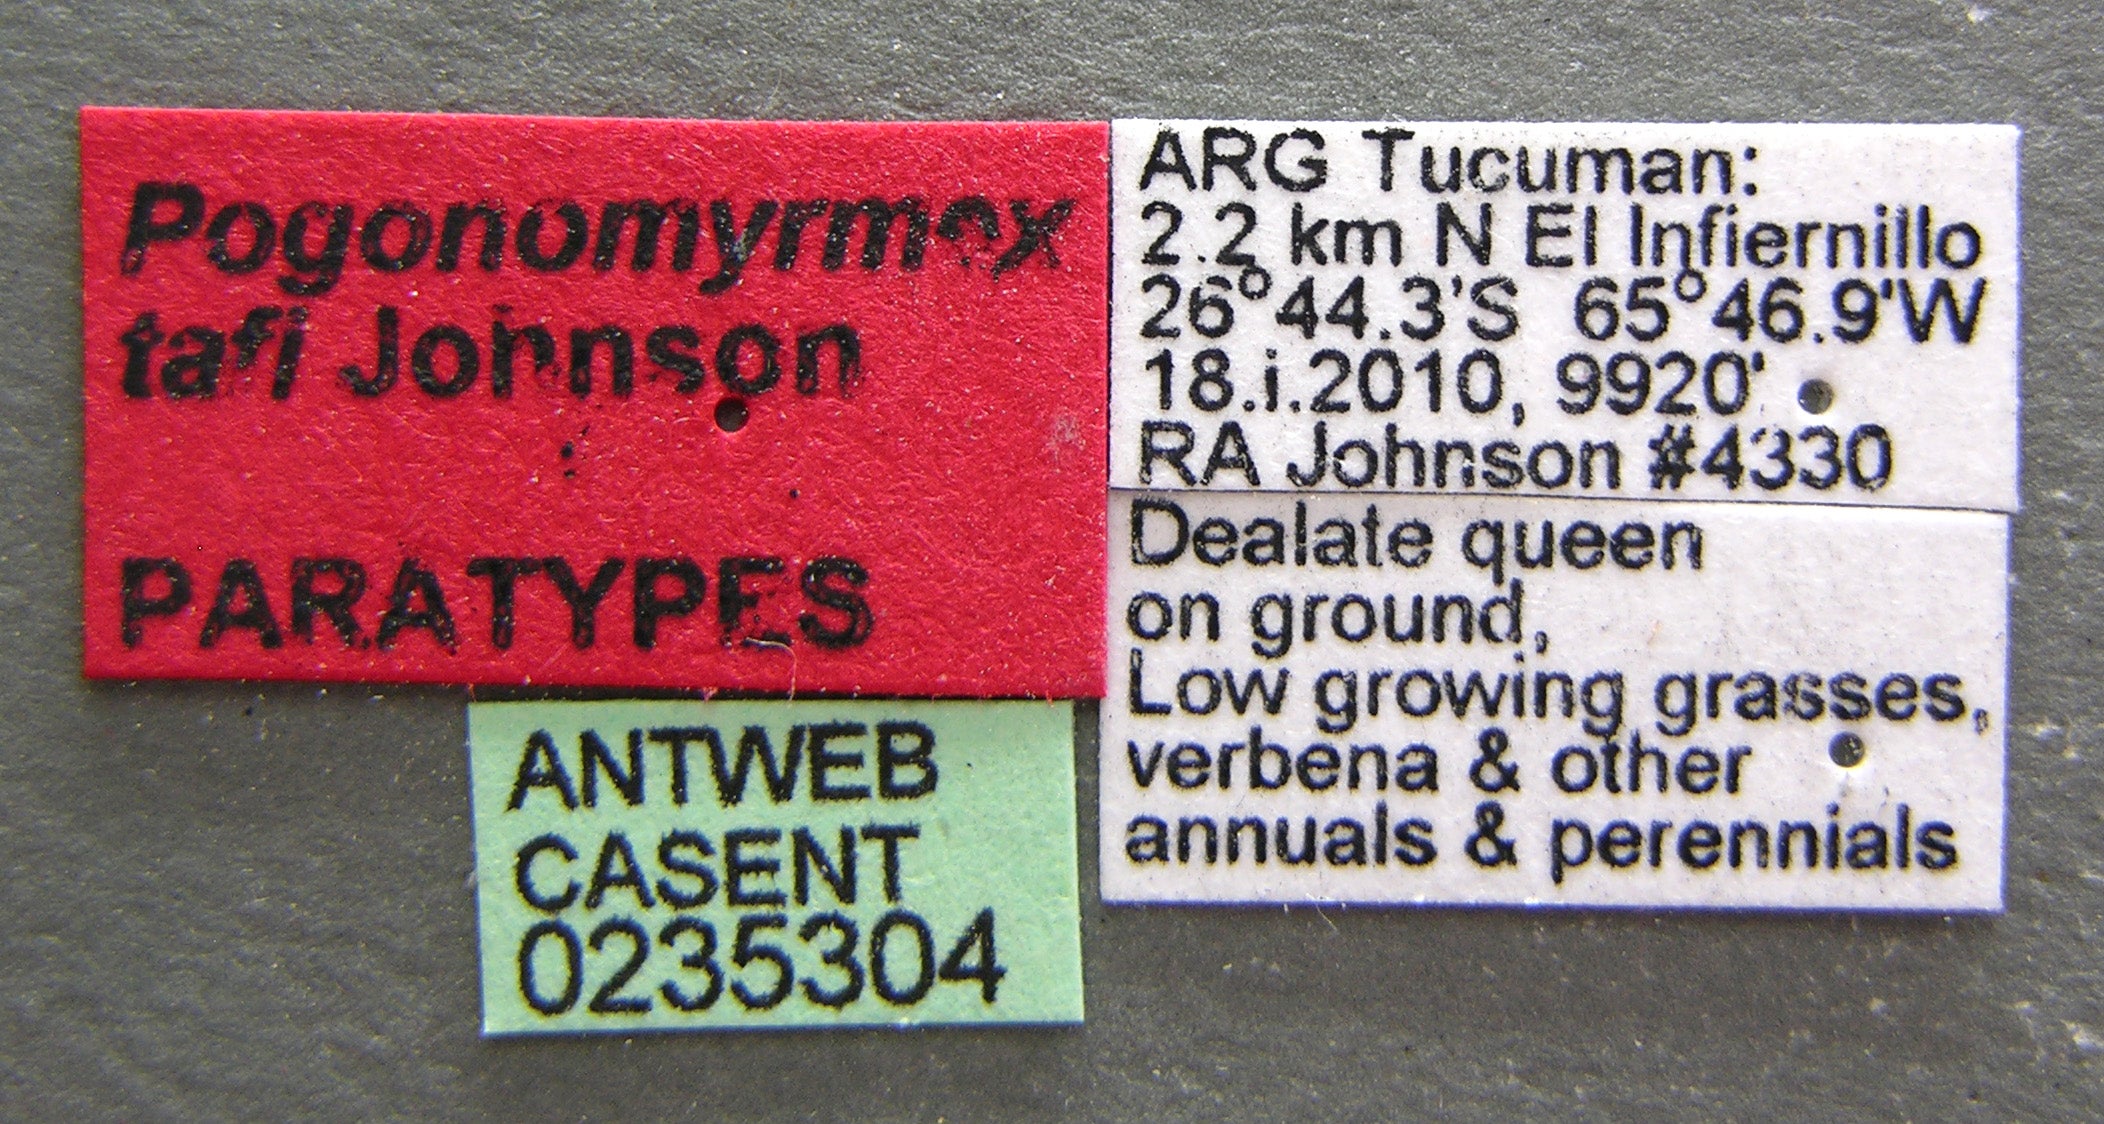 Pogonomyrmex
tafi Johnson
PARATYPES
ARG Tucuman:
2.2 km N El Infiernillo
26°44.3'S 65°46.9'W
18.i.2010, 9920'
RA Johnson #4330
Dealate queen
on ground,
Low growing grasses,
verbena & other
annuals & perennials
ANTWEB
CASENT
0235304